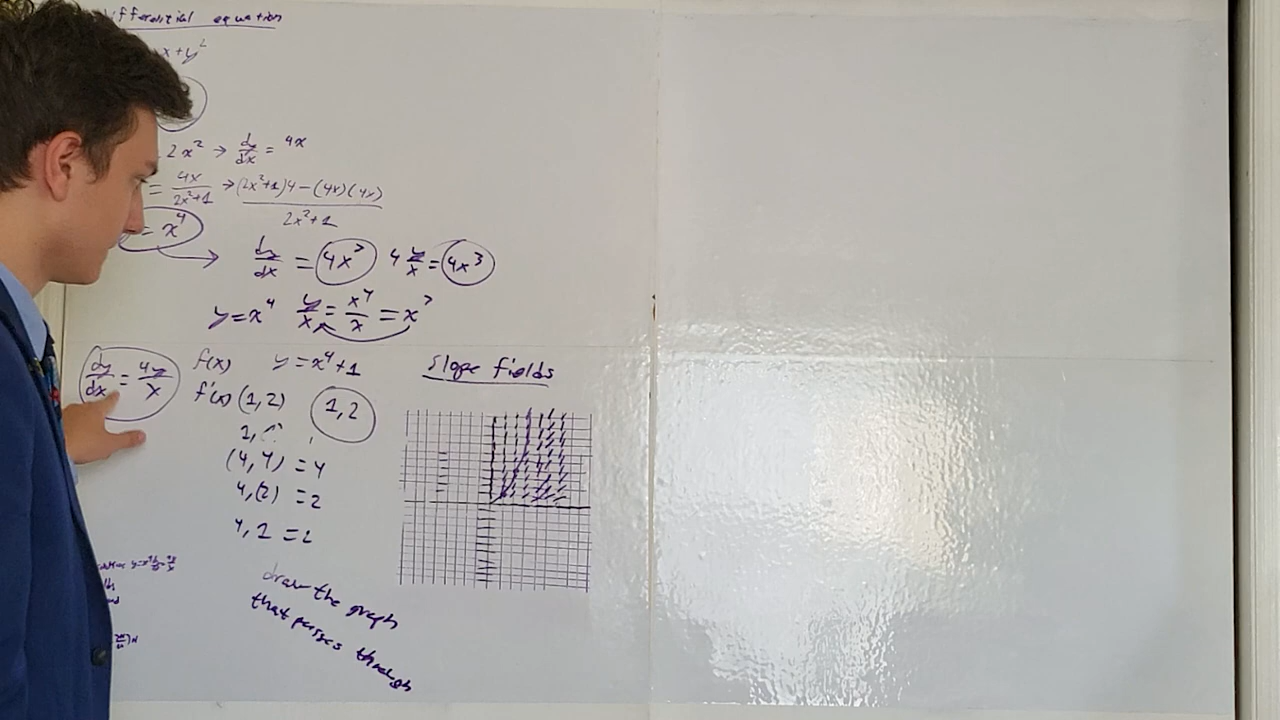 differential equation
x+y²
2x² → dy/dx = 4x
= 4x/2x²+1 → (2x²+1)4-(4x)(4x)/2x²+1
= x⁴
dy/dx = 4x³ 4 y/x = 4x³
y=x⁴ y/x = x⁴/x = x³
dy/dx = 4y/x f(x) y=x⁴+1
f'(x) (1,2) 1,2
Slope fields
(4,4) = 4
4,(2) = 2
4,2 = 2
draw the graph
that passes through